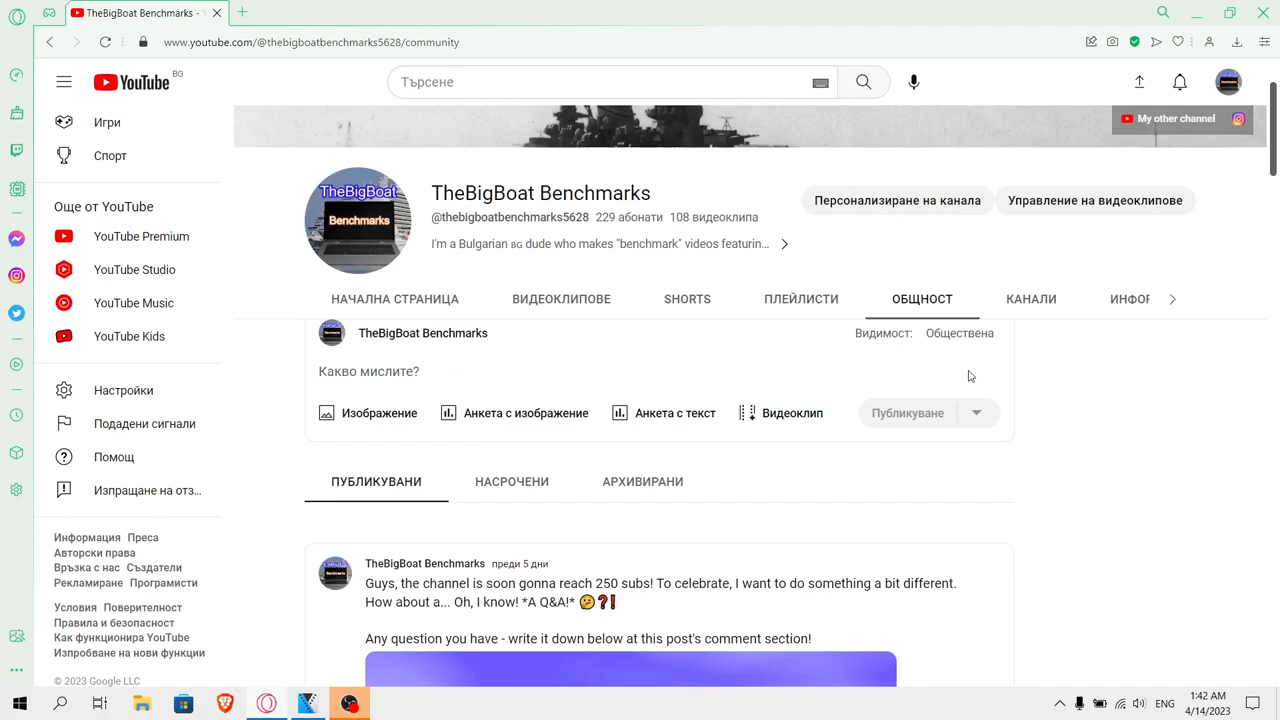 TheBigBoat Benchmarks - YouTub
www.youtube.com/@thebigboatbenchmarks5628/community
YouTube BG
Търсене
Игри
Спорт
Още от YouTube
YouTube Premium
YouTube Studio
YouTube Music
YouTube Kids
Настройки
Подадени сигнали
Помощ
Изпращане на отз...
Информация Преса
Авторски права
Връзка с нас Създатели
Рекламиране Програмисти
Условия Поверителност
Правила и безопасност
Как функционира YouTube
Изпробване на нови функции
© 2023 Google LLC
My other channel
TheBigBoat
Benchmarks
TheBigBoat Benchmarks
@thebigboatbenchmarks5628 229 абонати 108 видеоклипа
I'm a Bulgarian BG dude who makes "benchmark" videos featurin...
Персонализиране на канала
Управление на видеоклипове
НАЧАЛНА СТРАНИЦА ВИДЕОКЛИПОВЕ SHORTS ПЛЕЙЛИСТИ ОБЩНОСТ КАНАЛИ ИНФОР
TheBigBoat Benchmarks
Видимост: Обществена
Какво мислите?
Изображение Анкета с изображение Анкета с текст Видеоклип Публикуване
ПУБЛИКУВАНИ НАСРОЧЕНИ АРХИВИРАНИ
TheBigBoat Benchmarks преди 5 дни
Guys, the channel is soon gonna reach 250 subs! To celebrate, I want to do something a bit different.
How about a... Oh, I know! *A Q&A!* 🤔❓❗
Any question you have - write it down below at this post's comment section!
ENG
1:42 AM
4/14/2023